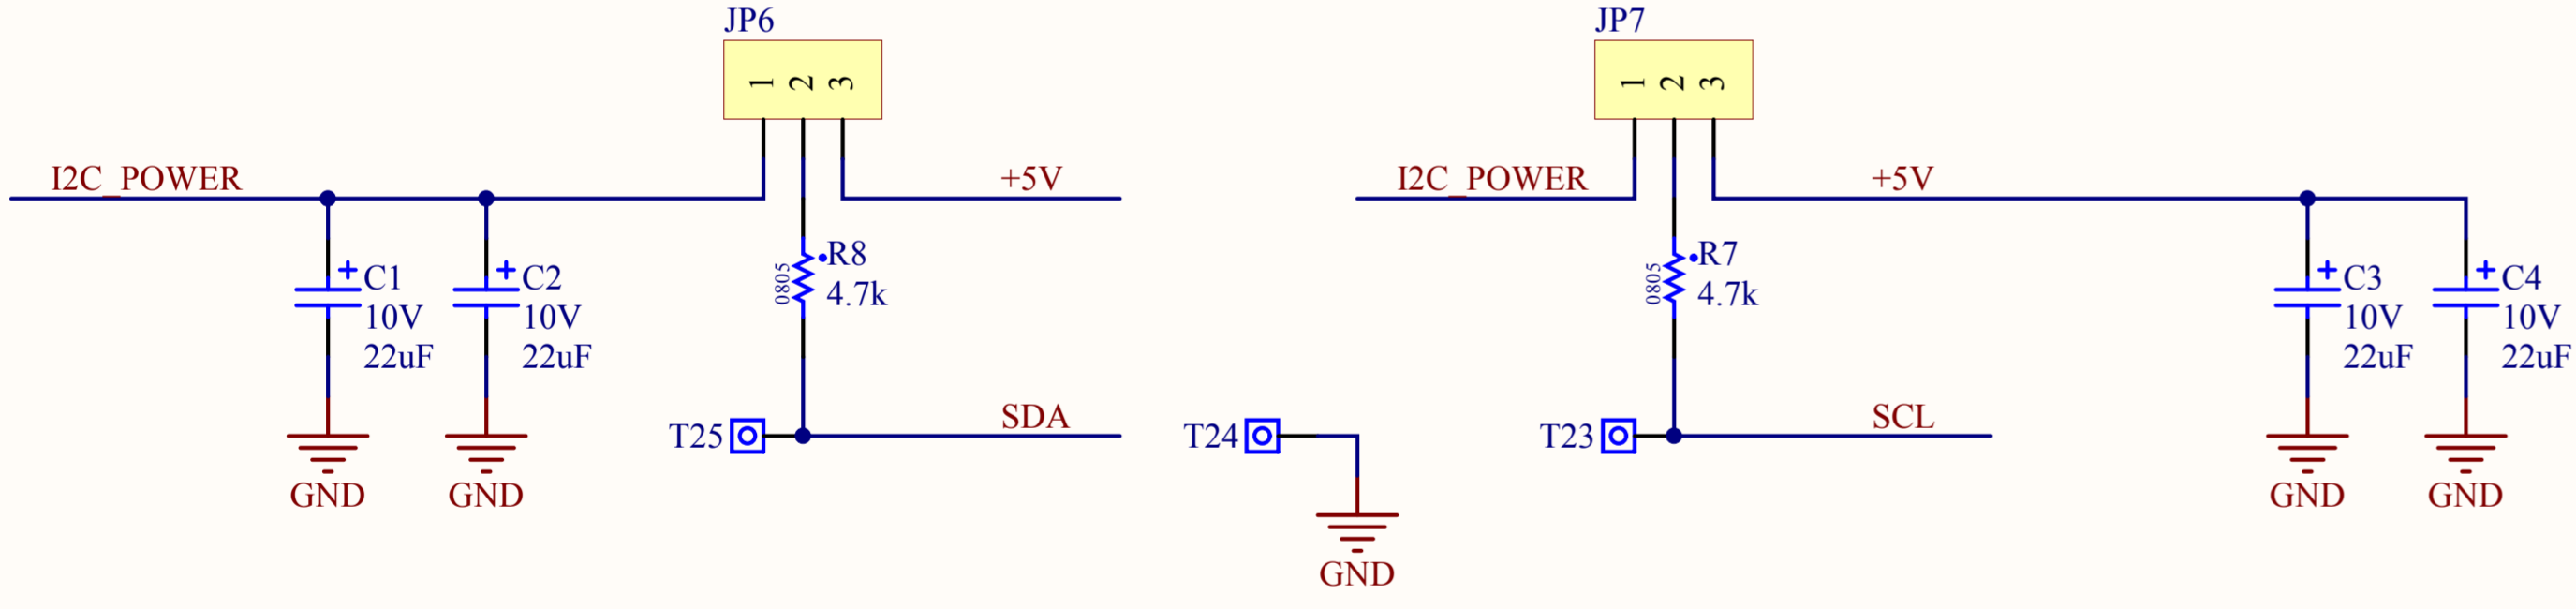 JP6
1 2 3
I2C_POWER
+5V
C1
10V
22uF
C2
10V
22uF
0805
R8
4.7k
T25
SDA
GND
GND
JP7
1 2 3
I2C_POWER
+5V
0805
R7
4.7k
T24
T23
SCL
GND
C3
10V
22uF
C4
10V
22uF
GND
GND